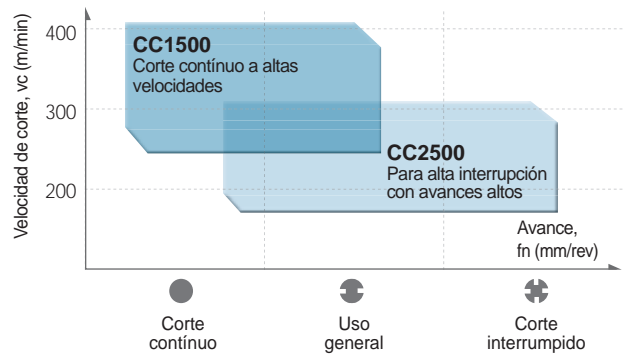 Velocidad de corte, vc (m/min)
400
300
200
CC1500
Corte contínuo a altas
velocidades
CC2500
Para alta interrupción
con avances altos
Avance,
fn (mm/rev)
Corte
contínuo
Uso
general
Corte
interrumpido